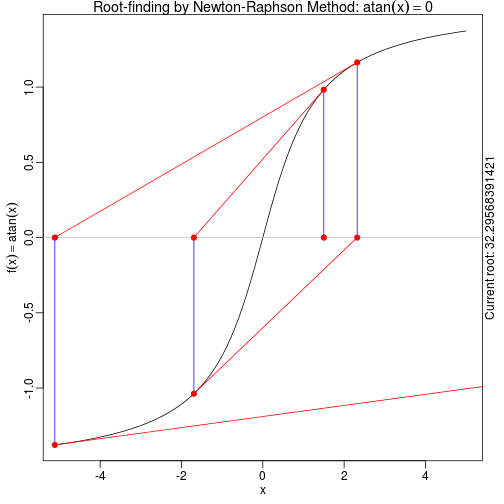 Root-finding by Newton-Raphson Method: atan(x) = 0
f(x) = atan(x)
1.0
0.5
0.0
-0.5
-1.0
-4
-2
0
2
4
x
Current root: 32.29568391421